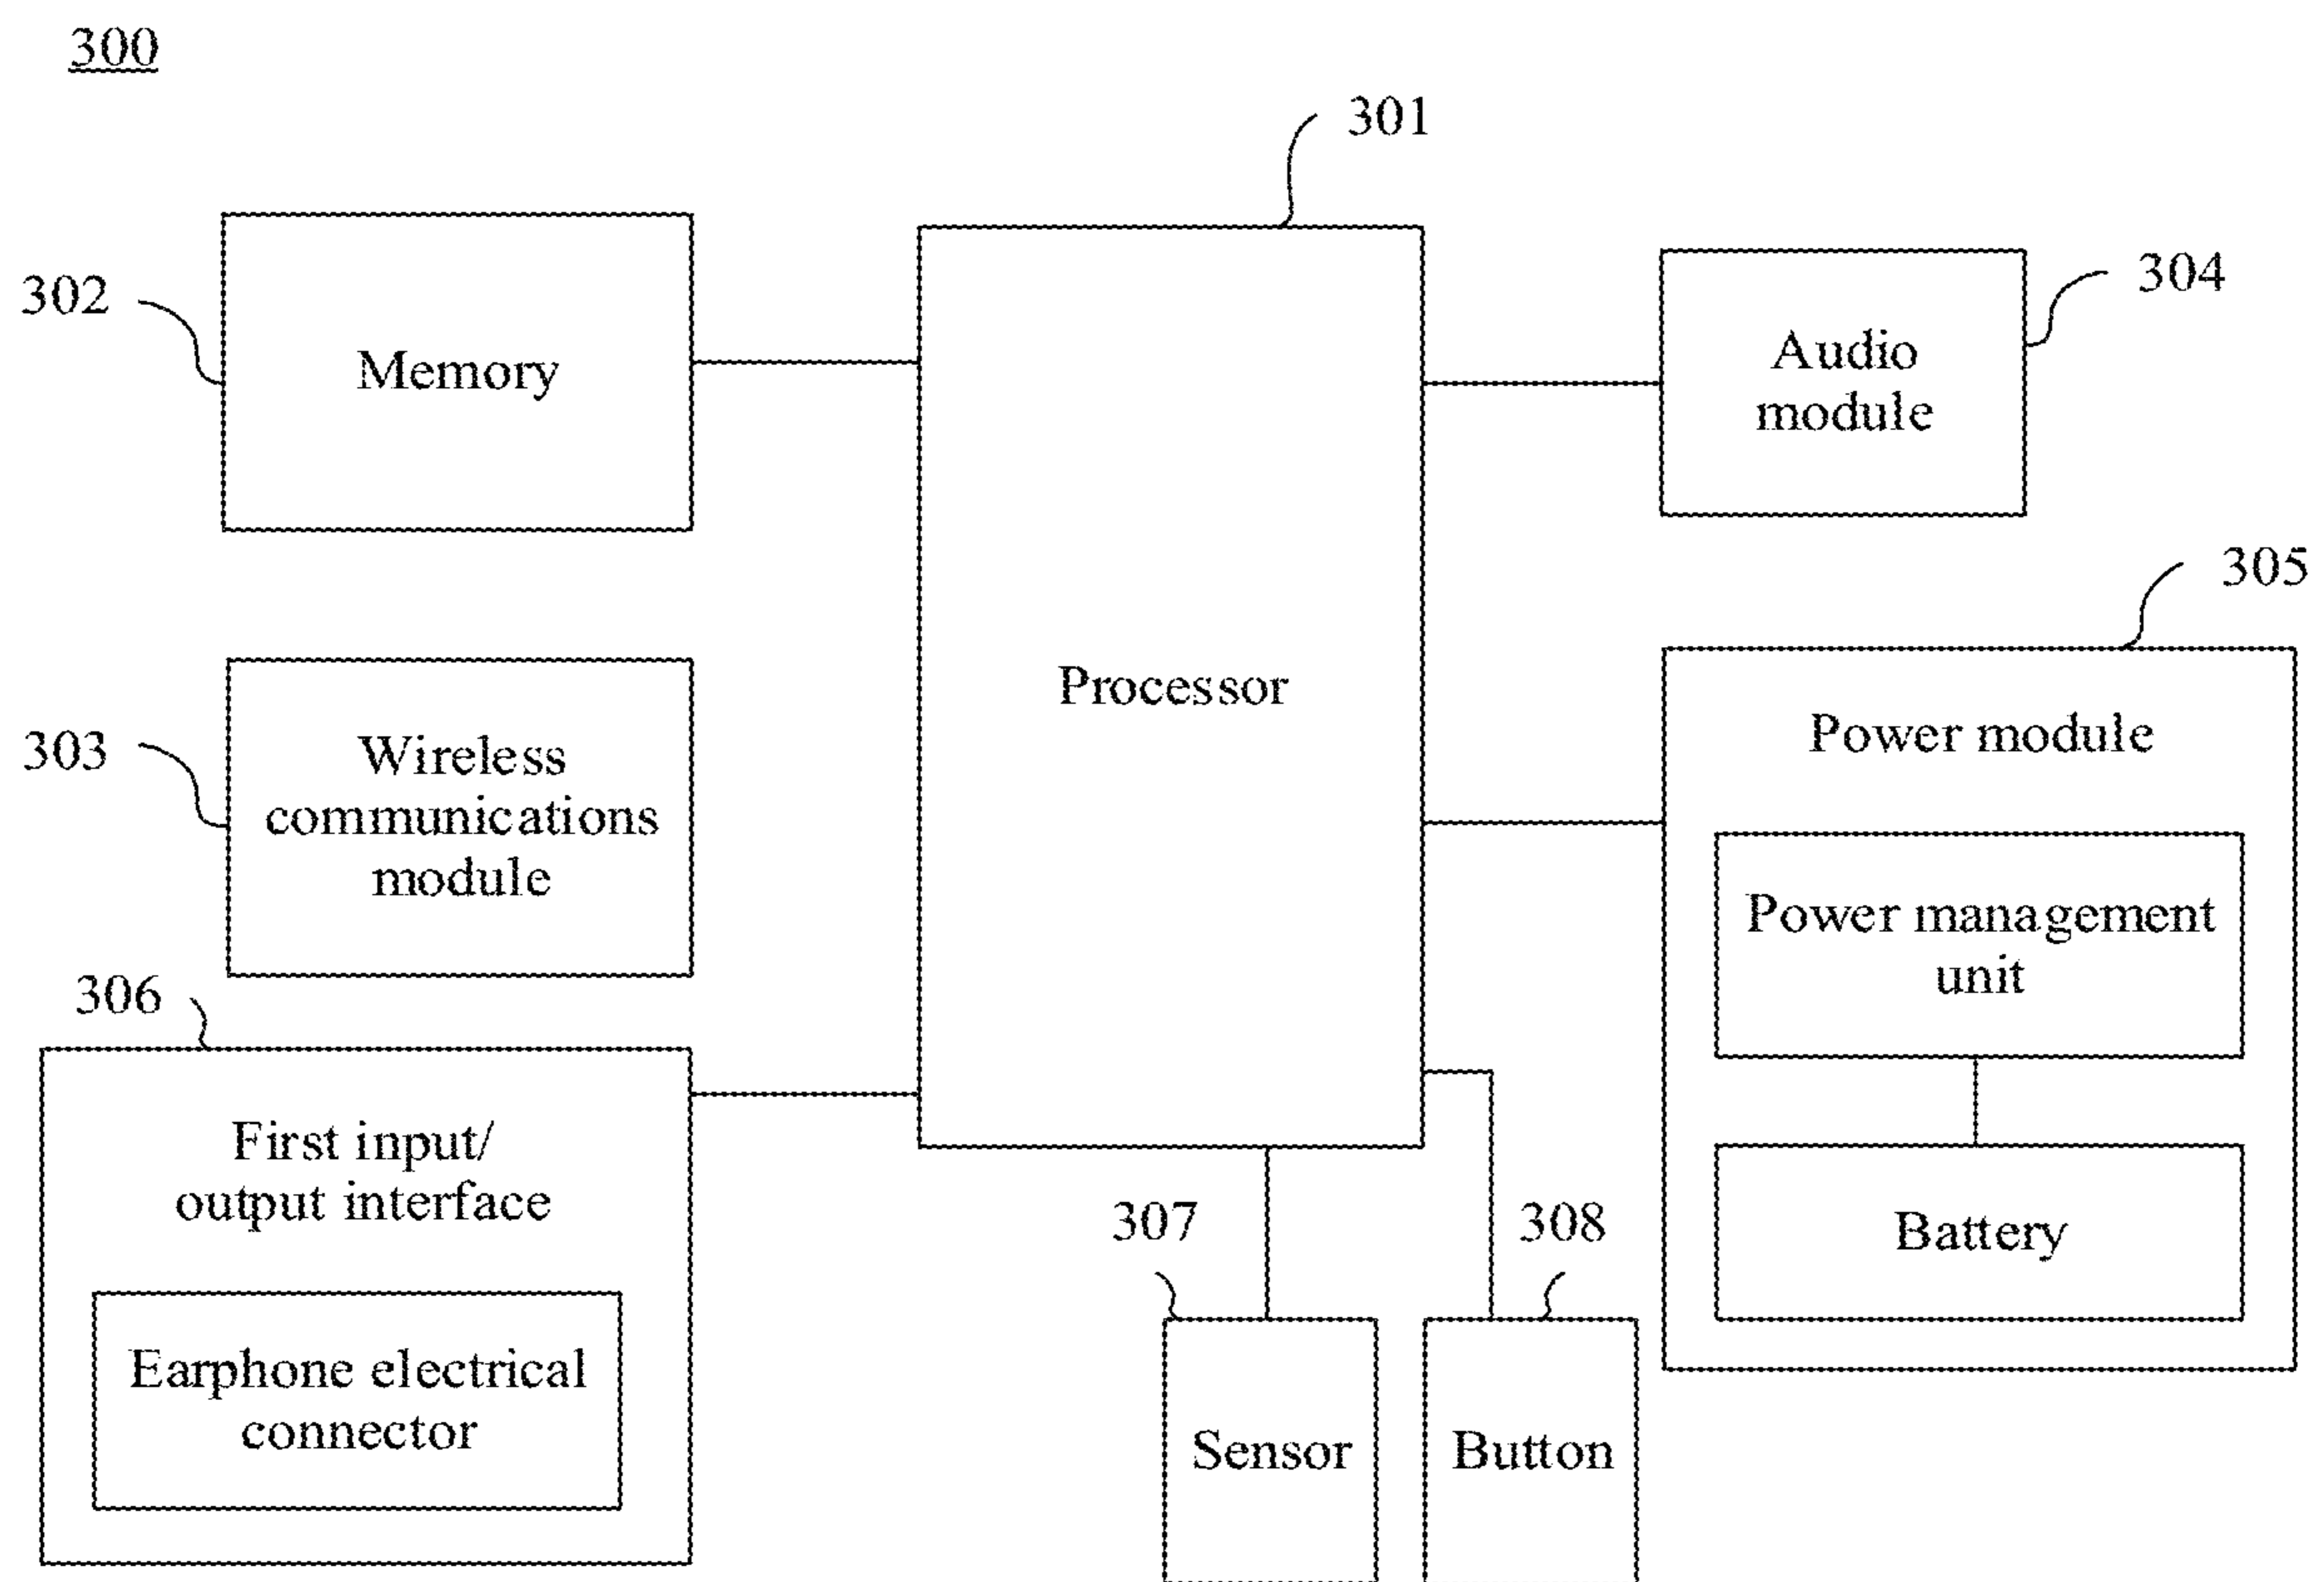 300
301
302
Memory
304
Audio
module
Processor
303
Wireless
communications
module
305
Power module
Power management
unit
Battery
306
First input/
output interface
Earphone electrical
connector
307
Sensor
308
Button